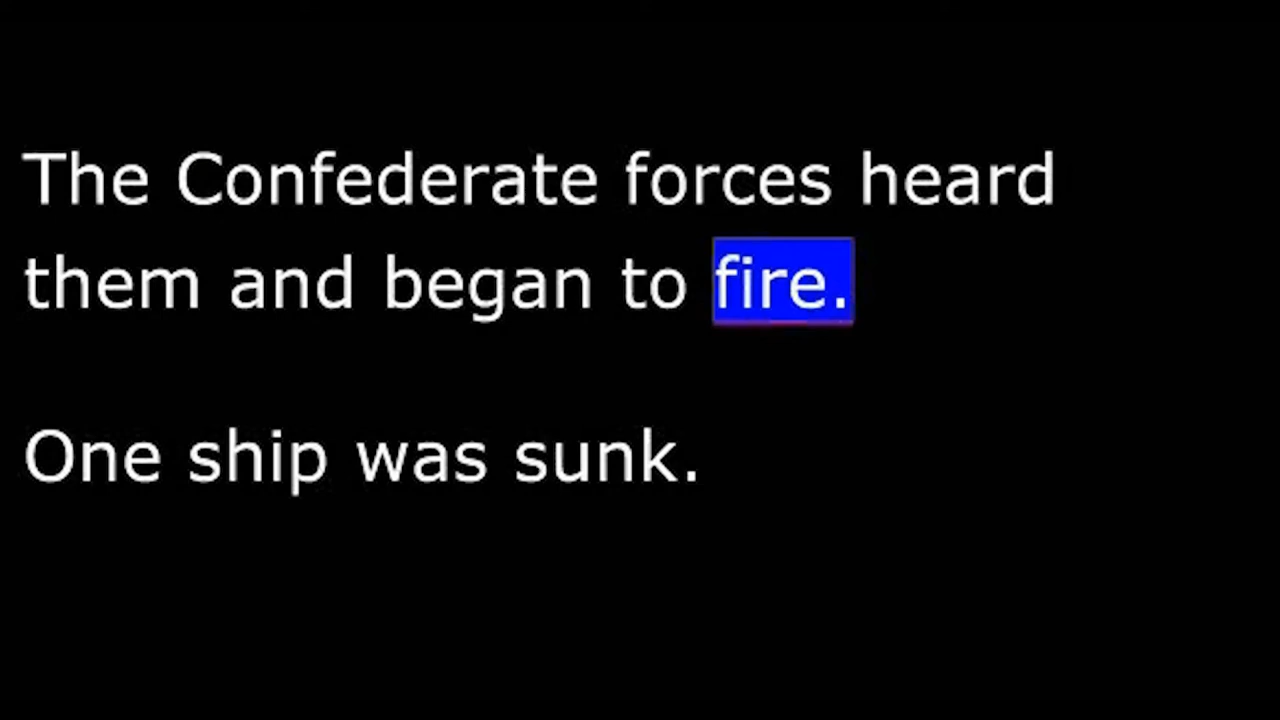 The Confederate forces heard
them and began to fire.
One ship was sunk.